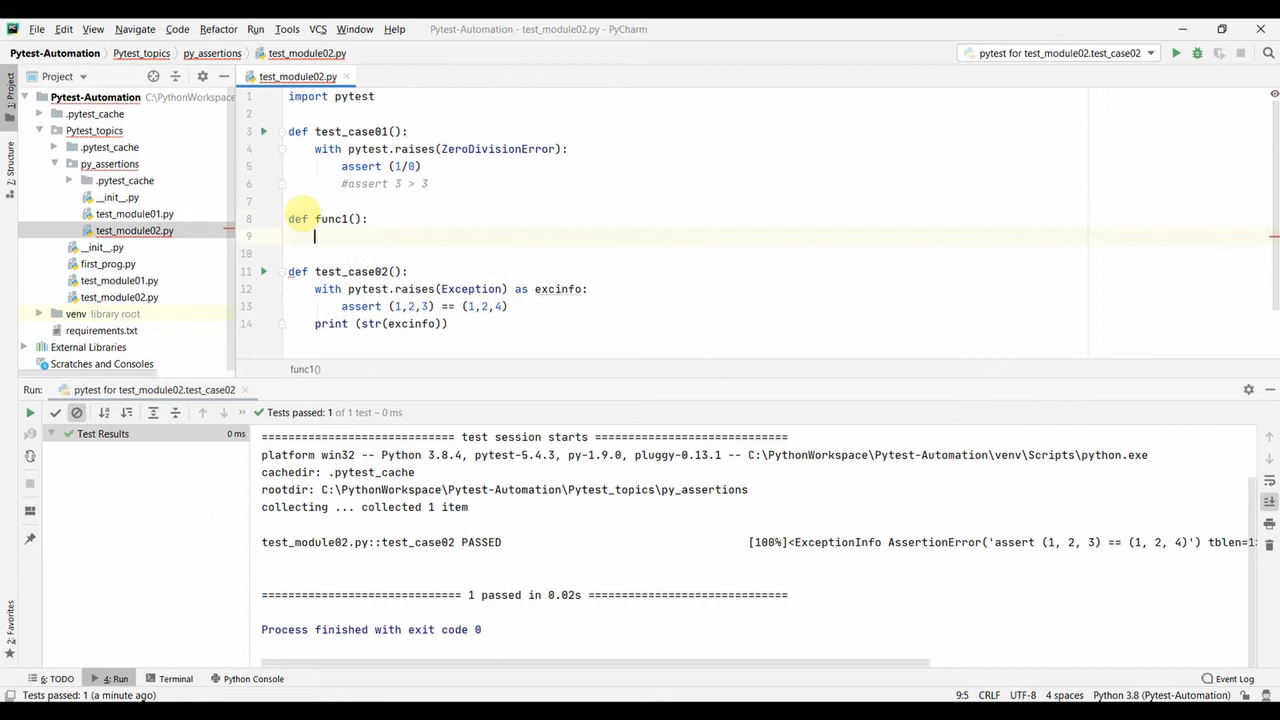 File Edit View Navigate Code Refactor Run Tools VCS Window Help Pytest-Automation - test_module02.py - PyCharm
Pytest-Automation Pytest_topics py_assertions test_module02.py pytest for test_module02.test_case02
Project
test_module02.py
1: Project
7: Structure
2: Favorites
Pytest-Automation C:\PythonWorkspace
.pytest_cache
Pytest_topics
.pytest_cache
py_assertions
.pytest_cache
__init__.py
test_module01.py
test_module02.py
__init__.py
first_prog.py
test_module01.py
test_module02.py
venv library root
requirements.txt
External Libraries
Scratches and Consoles
1 import pytest
2
3 def test_case01():
4 with pytest.raises(ZeroDivisionError):
5 assert (1/0)
6 #assert 3 > 3
7
8 def func1():
9
10
11 def test_case02():
12 with pytest.raises(Exception) as excinfo:
13 assert (1,2,3) == (1,2,4)
14 print (str(excinfo))
func1()
Run: pytest for test_module02.test_case02
Tests passed: 1 of 1 test – 0 ms
Test Results 0 ms
============================ test session starts =============================
platform win32 -- Python 3.8.4, pytest-5.4.3, py-1.9.0, pluggy-0.13.1 -- C:\PythonWorkspace\Pytest-Automation\venv\Scripts\python.exe
cachedir: .pytest_cache
rootdir: C:\PythonWorkspace\Pytest-Automation\Pytest_topics\py_assertions
collecting ... collected 1 item
test_module02.py::test_case02 PASSED [100%]<ExceptionInfo AssertionError('assert (1, 2, 3) == (1, 2, 4)') tblen=1>
============================= 1 passed in 0.02s ==============================
Process finished with exit code 0
6: TODO 4: Run Terminal Python Console Event Log
Tests passed: 1 (a minute ago) 9:5 CRLF UTF-8 4 spaces Python 3.8 (Pytest-Automation)